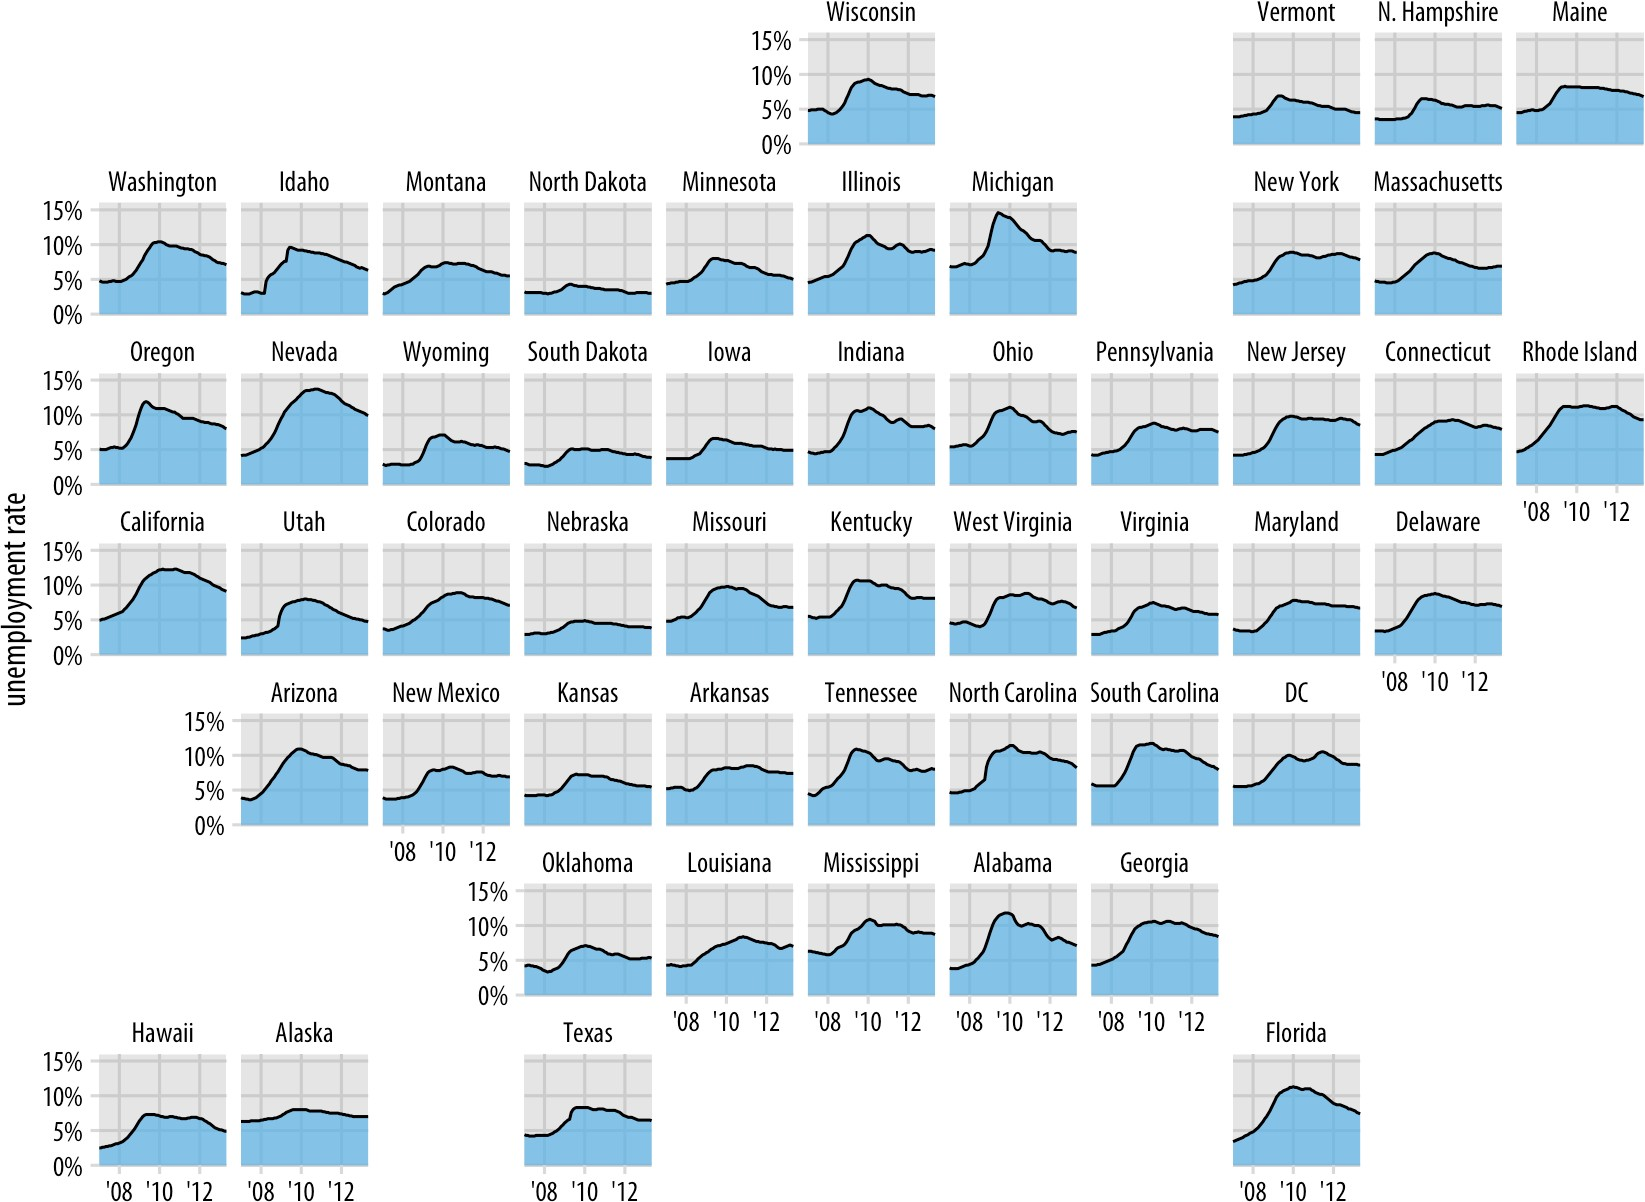 Wisconsin Vermont N. Hampshire Maine
15%
10%
5%
0%
Washington Idaho Montana North Dakota Minnesota Illinois Michigan New York Massachusetts
15%
10%
5%
0%
Oregon Nevada Wyoming South Dakota Iowa Indiana Ohio Pennsylvania New Jersey Connecticut Rhode Island
15%
10%
5%
0%
'08 '10 '12
unemployment rate
California Utah Colorado Nebraska Missouri Kentucky West Virginia Virginia Maryland Delaware
15%
10%
5%
0%
'08 '10 '12
Arizona New Mexico Kansas Arkansas Tennessee North Carolina South Carolina DC
15%
10%
5%
0%
'08 '10 '12
Oklahoma Louisiana Mississippi Alabama Georgia
15%
10%
5%
0%
'08 '10 '12 '08 '10 '12 '08 '10 '12 '08 '10 '12
Hawaii Alaska Texas Florida
15%
10%
5%
0%
'08 '10 '12 '08 '10 '12 '08 '10 '12 '08 '10 '12